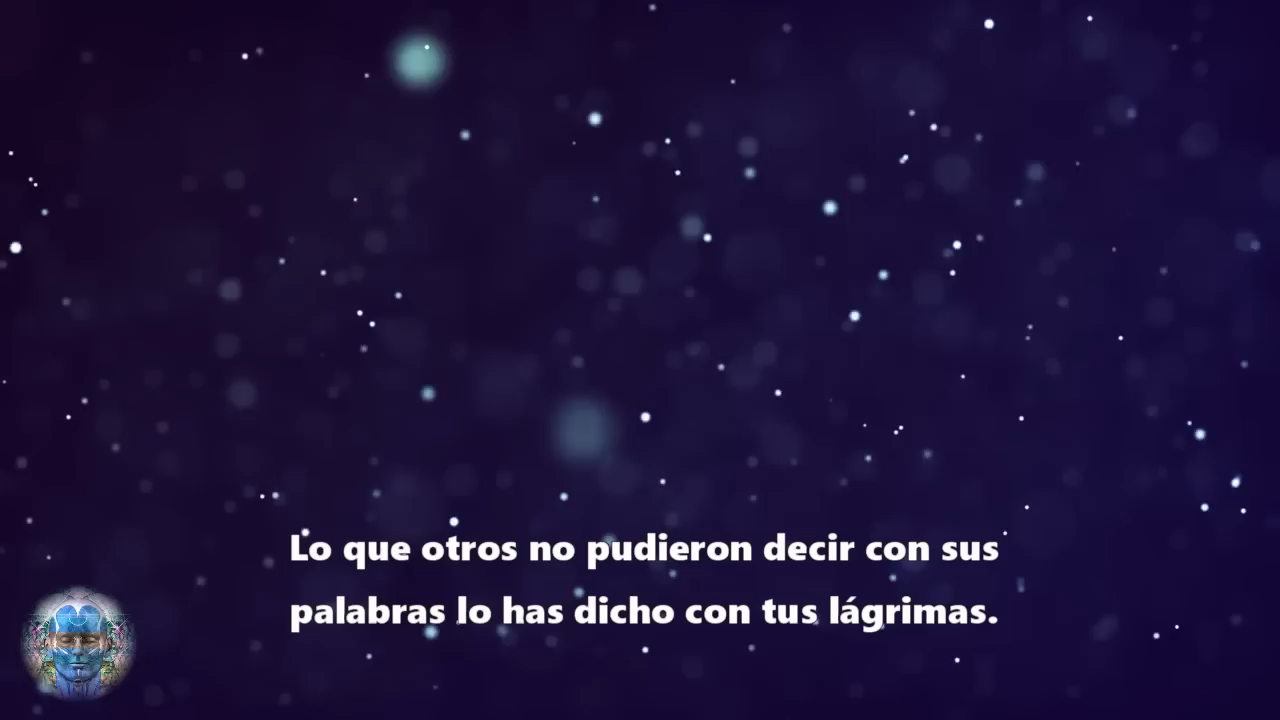 Lo que otros no pudieron decir con sus
palabras lo has dicho con tus lágrimas.